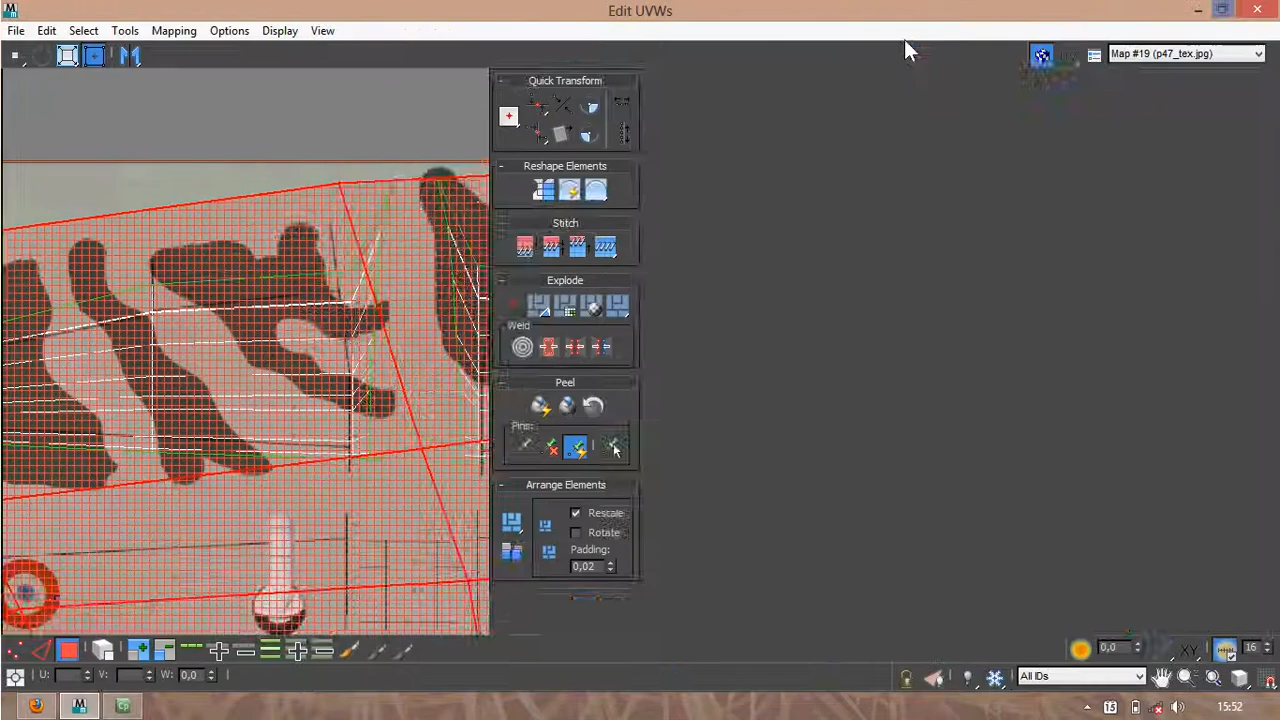 Edit UVWs
File Edit Select Tools Mapping Options Display View
Map #19 (p47_tex.jpg)
Quick Transform
Reshape Elements
Stitch
Explode
Weld
Peel
Pins:
Arrange Elements
Rescale
Rotate
Padding:
0,02
0,0 XY 16
U: V: W: 0,0 All IDs
15:52